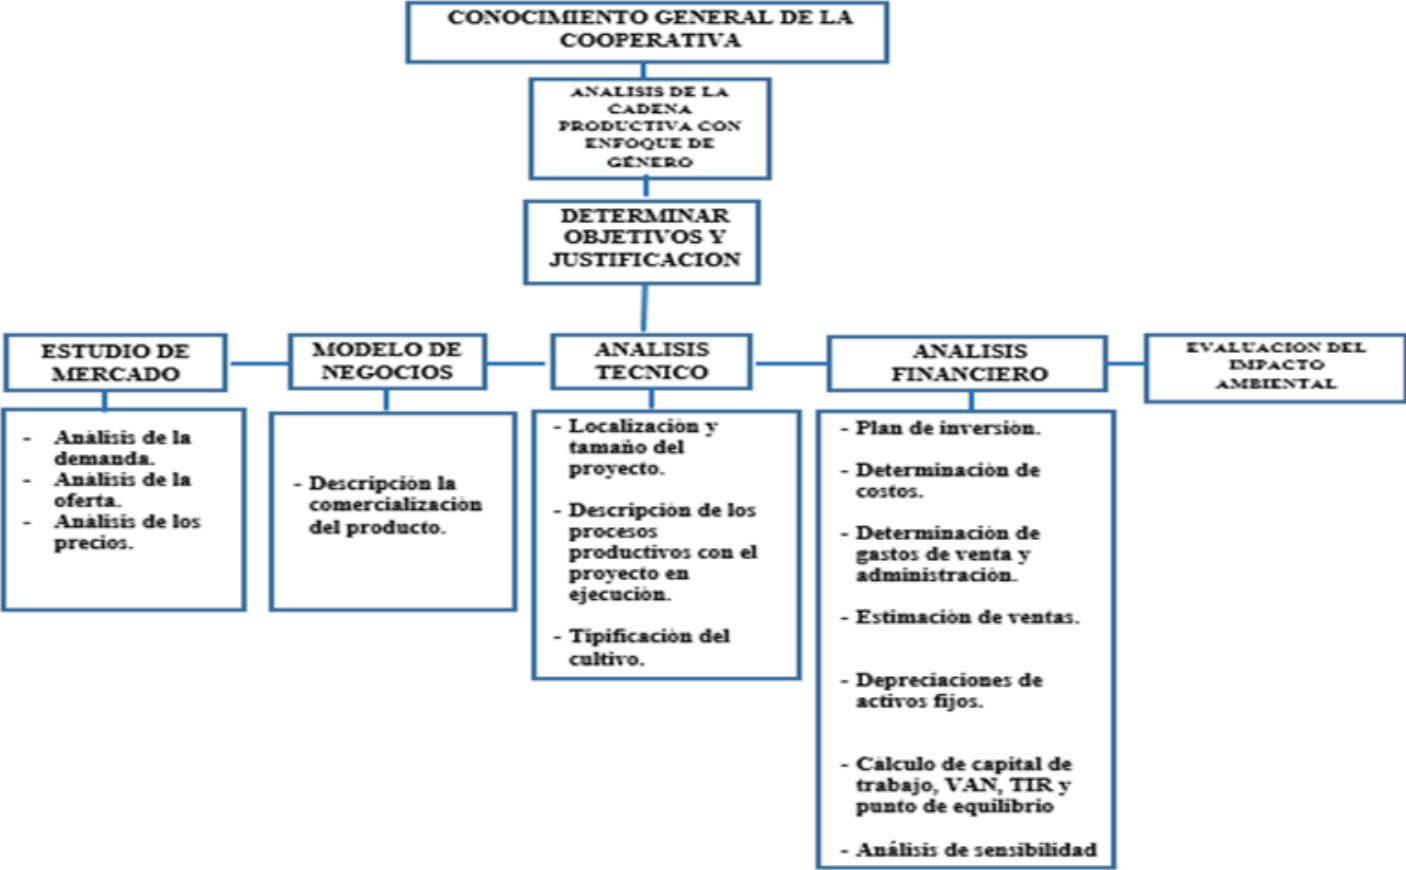 CONOCIMIENTO GENERAL DE LA
COOPERATIVA
ANALISIS DE LA
CADENA
PRODUCTIVA CON
ENFOQUE DE
GÉNERO
DETERMINAR
OBJETIVOS Y
JUSTIFICACION
ESTUDIO DE
MERCADO
- Análisis de la
demanda.
- Análisis de la
oferta.
- Análisis de los
precios.
MODELO DE
NEGOCIOS
- Descripción la
comercialización
del producto.
ANALISIS
TECNICO
- Localización y
tamaño del
proyecto.
- Descripción de los
procesos
productivos con el
proyecto en
ejecución.
- Tipificación del
cultivo.
ANALISIS
FINANCIERO
- Plan de inversión.
- Determinación de
costos.
- Determinación de
gastos de venta y
administración.
- Estimación de ventas.
- Depreciaciones de
activos fijos.
- Cálculo de capital de
trabajo, VAN, TIR y
punto de equilibrio
- Análisis de sensibilidad
EVALUACION DEL
IMPACTO
AMBIENTAL